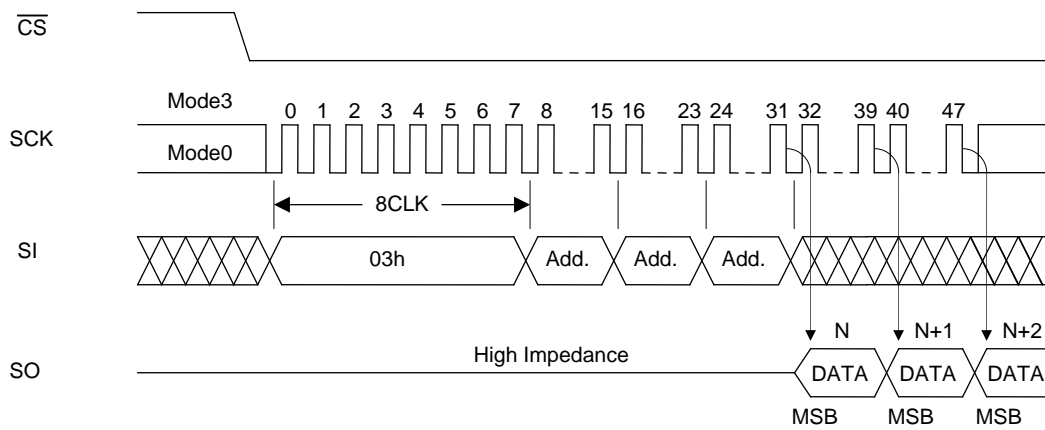 CS
Mode3
0 1 2 3 4 5 6 7 8 15 16 23 24 31 32 39 40 47
SCK
Mode0
8CLK
SI
03h Add. Add. Add.
N N+1 N+2
High Impedance
SO
DATA DATA DATA
MSB MSB MSB